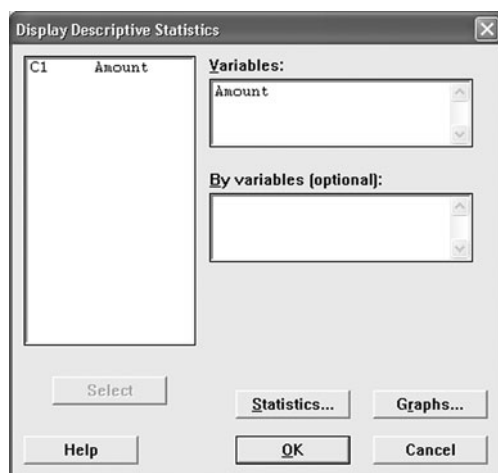 Display Descriptive Statistics
C1 Amount
Variables:
Amount
By variables (optional):
Select
Statistics...
Graphs...
Help
OK
Cancel